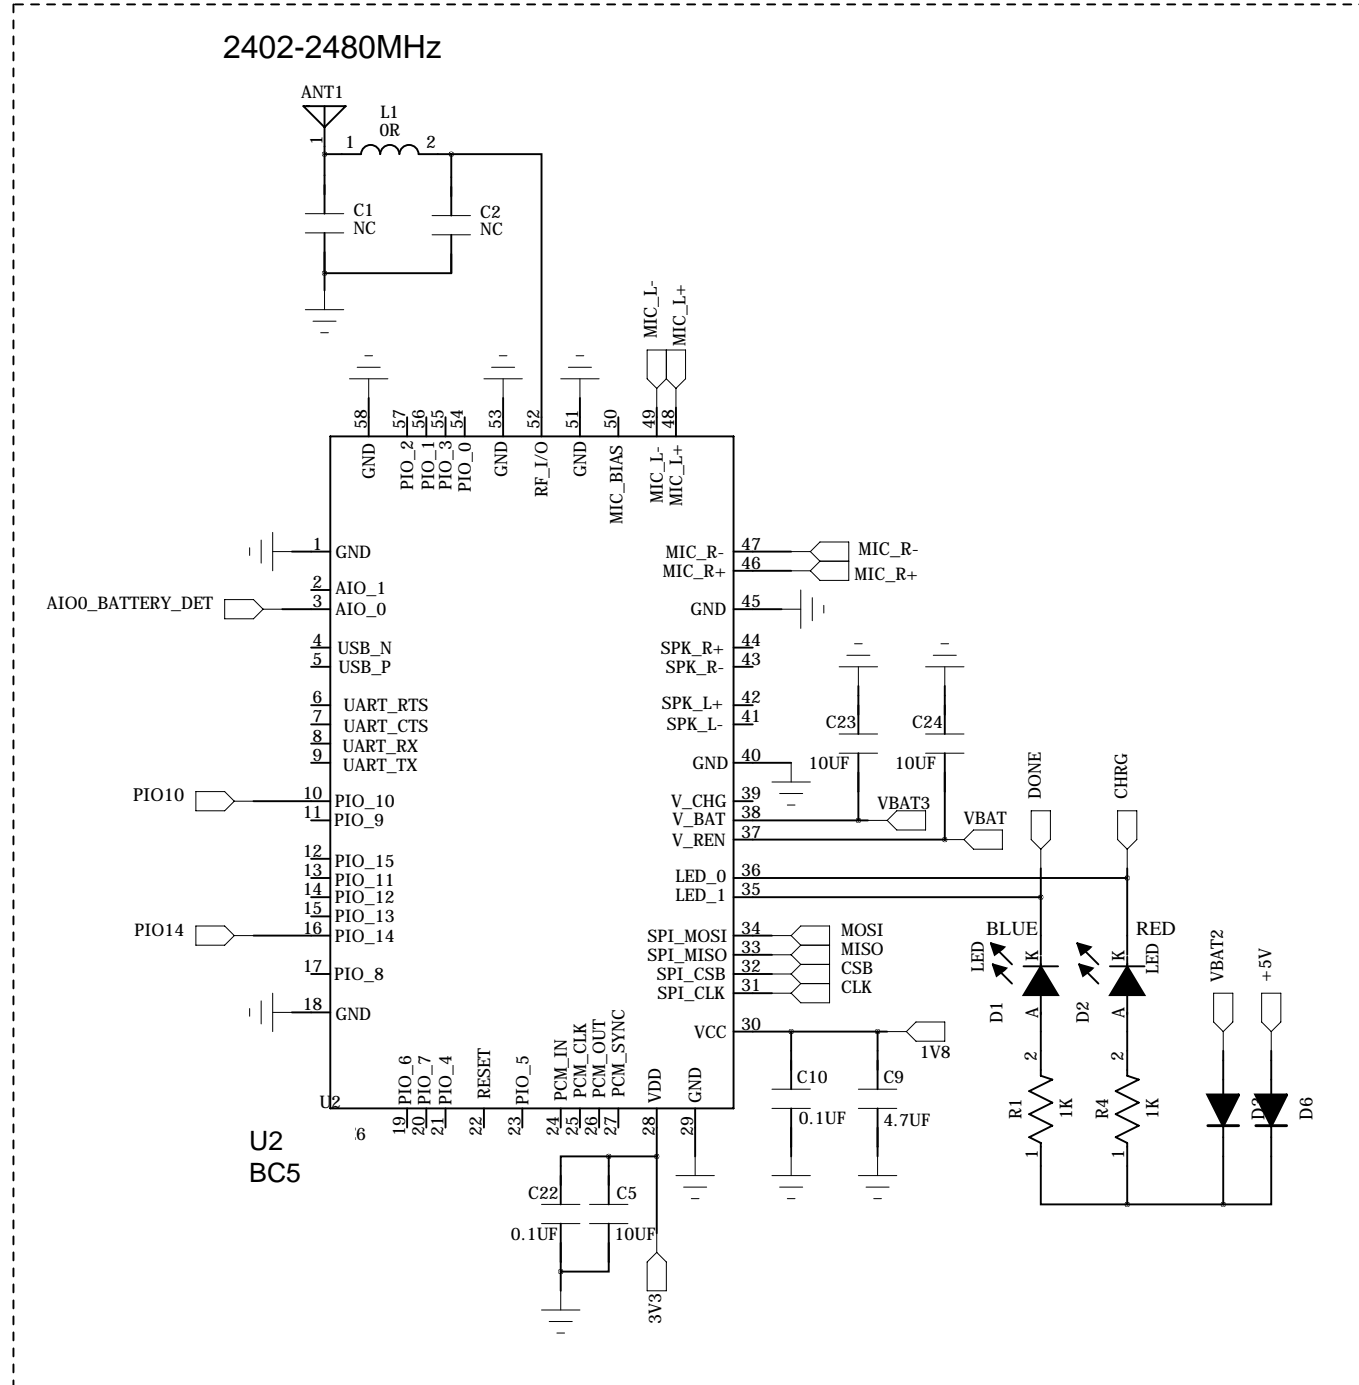 2402-2480MHz
ANT1
L1
0R
1
1
2
C1
NC
C2
NC
MIC_L-
MIC_L+
58
57
56
55
54
53
52
51
50
49
48
GND
PIO_2
PIO_1
PIO_3
PIO_0
GND
RF_I/O
GND
MIC_BIAS
MIC_L-
MIC_L+
1 GND
2 AIO_1
AIO0_BATTERY_DET 3 AIO_0
4 USB_N
5 USB_P
6 UART_RTS
7 UART_CTS
8 UART_RX
9 UART_TX
PIO10 10 PIO_10
11 PIO_9
12 PIO_15
13 PIO_11
14 PIO_12
15 PIO_13
PIO14 16 PIO_14
17 PIO_8
18 GND
MIC_R- 47 MIC_R-
MIC_R+ 46 MIC_R+
GND 45
SPK_R+ 44
SPK_R- 43
SPK_L+ 42
SPK_L- 41
GND 40
V_CHG 39
V_BAT 38 VBAT3
V_REN 37 VBAT
LED_0 36
LED_1 35
SPI_MOSI 34 MOSI
SPI_MISO 33 MISO
SPI_CSB 32 CSB
SPI_CLK 31 CLK
VCC 30 1V8
C23
10UF
C24
10UF
DONE
CHRG
BLUE
LED
K
D1
A
RED
LED
K
D2
A
VBAT2
+5V
2
R1
1K
1
2
R4
1K
1
D6
C10
0.1UF
C9
4.7UF
PIO_6
PIO_7
PIO_4
RESET
PIO_5
PCM_IN
PCM_CLK
PCM_OUT
PCM_SYNC
VDD
GND
U2
19
20
21
22
23
24
25
26
27
28
29
U2
BC5
C22
0.1UF
C5
10UF
3V3